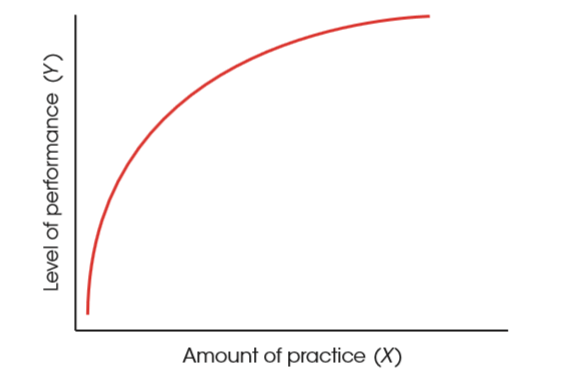 Level of performance (Y)
Amount of practice (X)